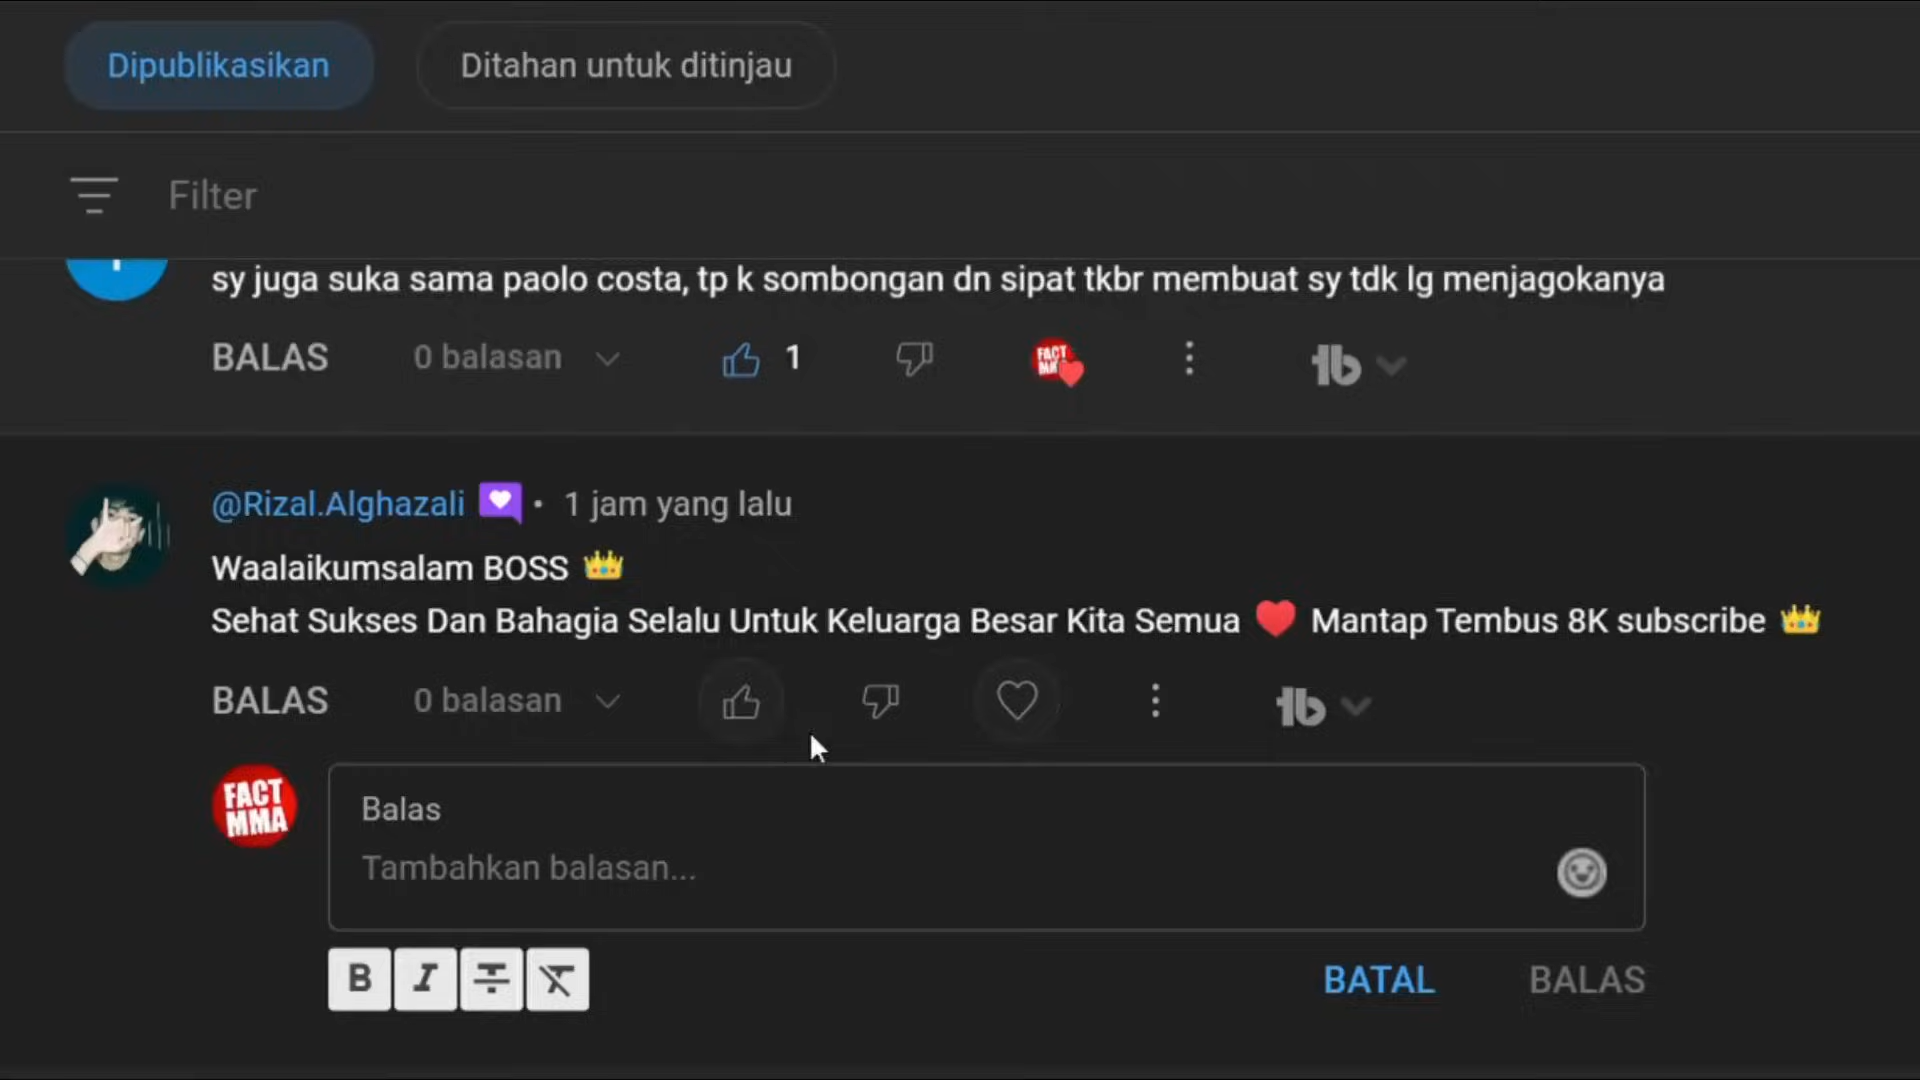 Dipublikasikan
Ditahan untuk ditinjau
Filter
sy juga suka sama paolo costa, tp k sombongan dn sipat tkbr membuat sy tdk lg menjagokanya
BALAS
0 balasan
1
FACT
tb
@Rizal.Alghazali • 1 jam yang lalu
Waalaikumsalam BOSS 👑
Sehat Sukses Dan Bahagia Selalu Untuk Keluarga Besar Kita Semua ❤️ Mantap Tembus 8K subscribe 👑
BALAS
0 balasan
tb
FACT
MMA
Balas
Tambahkan balasan...
B
I
T
T
BATAL
BALAS